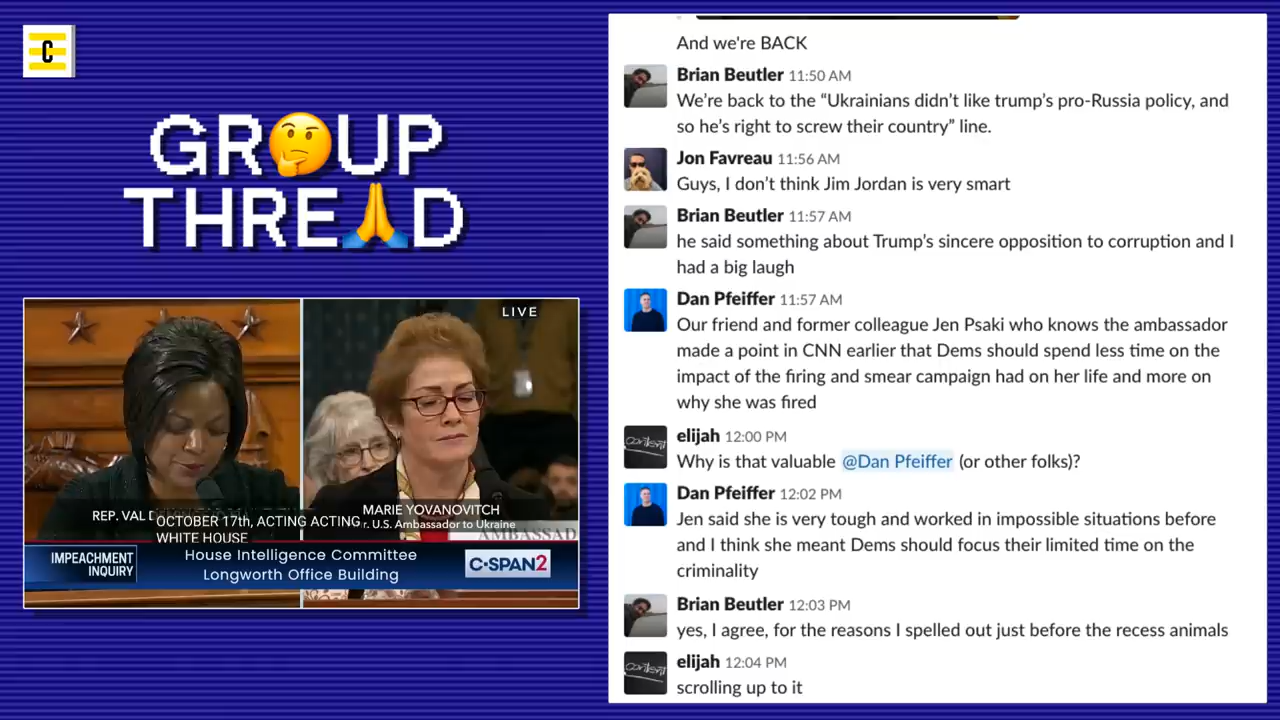 C
GR🤔UP
THRE🙏D
LIVE
REP. VAL D
OCTOBER 17th, ACTING ACTING
WHITE HOUSE
MARIE YOVANOVITCH
r. U.S. Ambassador to Ukraine
AMBASSAD
IMPEACHMENT
INQUIRY
House Intelligence Committee
Longworth Office Building
C·SPAN2
And we're BACK
Brian Beutler 11:50 AM
We're back to the “Ukrainians didn't like trump's pro-Russia policy, and
so he's right to screw their country” line.
Jon Favreau 11:56 AM
Guys, I don't think Jim Jordan is very smart
Brian Beutler 11:57 AM
he said something about Trump's sincere opposition to corruption and I
had a big laugh
Dan Pfeiffer 11:57 AM
Our friend and former colleague Jen Psaki who knows the ambassador
made a point in CNN earlier that Dems should spend less time on the
impact of the firing and smear campaign had on her life and more on
why she was fired
elijah 12:00 PM
Why is that valuable @Dan Pfeiffer (or other folks)?
Dan Pfeiffer 12:02 PM
Jen said she is very tough and worked in impossible situations before
and I think she meant Dems should focus their limited time on the
criminality
Brian Beutler 12:03 PM
yes, I agree, for the reasons I spelled out just before the recess animals
elijah 12:04 PM
scrolling up to it